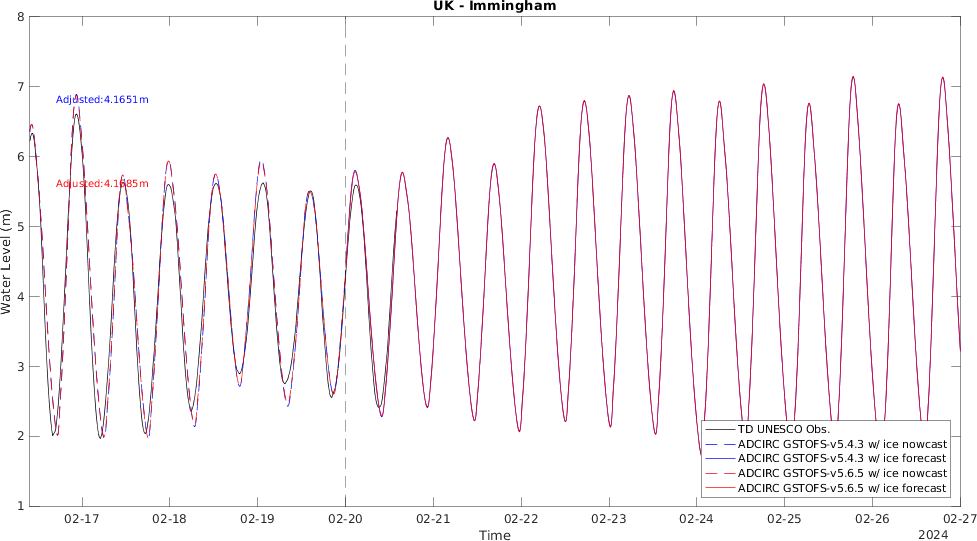 UK - Immingham
8
7
6
5
4
3
2
1
Water Level (m)
Adjusted:4.1651m
Adjusted:4.1685m
TD UNESCO Obs.
ADCIRC GSTOFS-v5.4.3 w/ ice nowcast
ADCIRC GSTOFS-v5.4.3 w/ ice forecast
ADCIRC GSTOFS-v5.6.5 w/ ice nowcast
ADCIRC GSTOFS-v5.6.5 w/ ice forecast
02-17 02-18 02-19 02-20 02-21 02-22 02-23 02-24 02-25 02-26 02-27
Time
2024